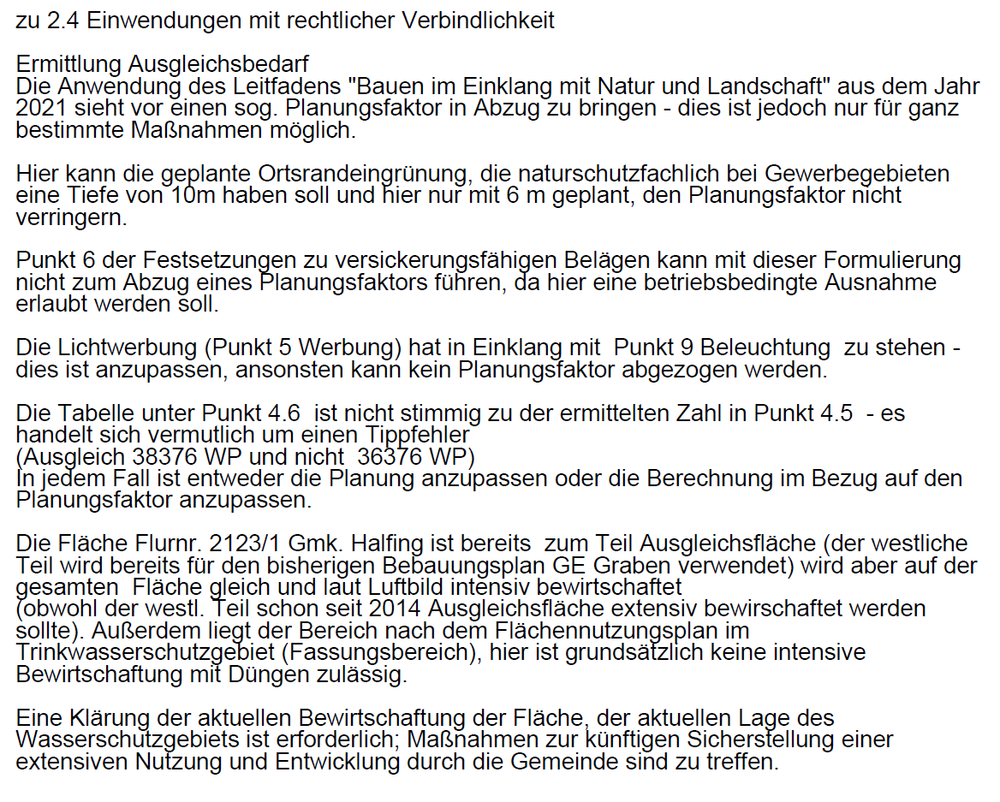 zu 2.4 Einwendungen mit rechtlicher Verbindlichkeit
Ermittlung Ausgleichsbedarf
Die Anwendung des Leitfadens "Bauen im Einklang mit Natur und Landschaft" aus dem Jahr
2021 sieht vor einen sog. Planungsfaktor in Abzug zu bringen - dies ist jedoch nur für ganz
bestimmte Maßnahmen möglich.
Hier kann die geplante Ortsrandeingrünung, die naturschutzfachlich bei Gewerbegebieten
eine Tiefe von 10m haben soll und hier nur mit 6 m geplant, den Planungsfaktor nicht
verringern.
Punkt 6 der Festsetzungen zu versickerungsfähigen Belägen kann mit dieser Formulierung
nicht zum Abzug eines Planungsfaktors führen, da hier eine betriebsbedingte Ausnahme
erlaubt werden soll.
Die Lichtwerbung (Punkt 5 Werbung) hat in Einklang mit  Punkt 9 Beleuchtung  zu stehen -
dies ist anzupassen, ansonsten kann kein Planungsfaktor abgezogen werden.
Die Tabelle unter Punkt 4.6  ist nicht stimmig zu der ermittelten Zahl in Punkt 4.5  - es
handelt sich vermutlich um einen Tippfehler
(Ausgleich 38376 WP und nicht  36376 WP)
In jedem Fall ist entweder die Planung anzupassen oder die Berechnung im Bezug auf den
Planungsfaktor anzupassen.
Die Fläche Flurnr. 2123/1 Gmk. Halfing ist bereits  zum Teil Ausgleichsfläche (der westliche
Teil wird bereits für den bisherigen Bebauungsplan GE Graben verwendet) wird aber auf der
gesamten  Fläche gleich und laut Luftbild intensiv bewirtschaftet
(obwohl der westl. Teil schon seit 2014 Ausgleichsfläche extensiv bewirschaftet werden
sollte). Außerdem liegt der Bereich nach dem Flächennutzungsplan im
Trinkwasserschutzgebiet (Fassungsbereich), hier ist grundsätzlich keine intensive
Bewirtschaftung mit Düngen zulässig.
Eine Klärung der aktuellen Bewirtschaftung der Fläche, der aktuellen Lage des
Wasserschutzgebiets ist erforderlich; Maßnahmen zur künftigen Sicherstellung einer
extensiven Nutzung und Entwicklung durch die Gemeinde sind zu treffen.